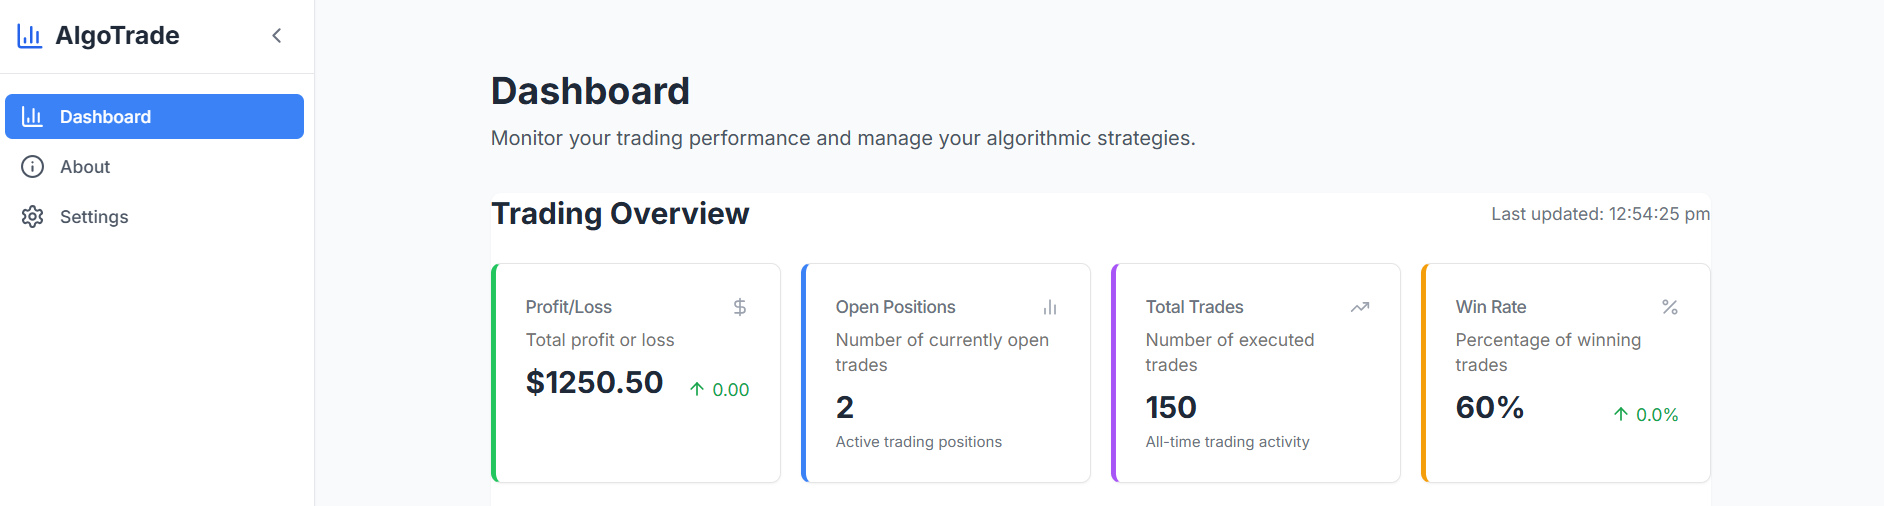 AlgoTrade
Dashboard
About
Settings
Dashboard
Monitor your trading performance and manage your algorithmic strategies.
Trading Overview
Last updated: 12:54:25 pm
Profit/Loss
Total profit or loss
$1250.50
0.00
Open Positions
Number of currently open
trades
2
Active trading positions
Total Trades
Number of executed
trades
150
All-time trading activity
Win Rate
Percentage of winning
trades
60%
0.0%